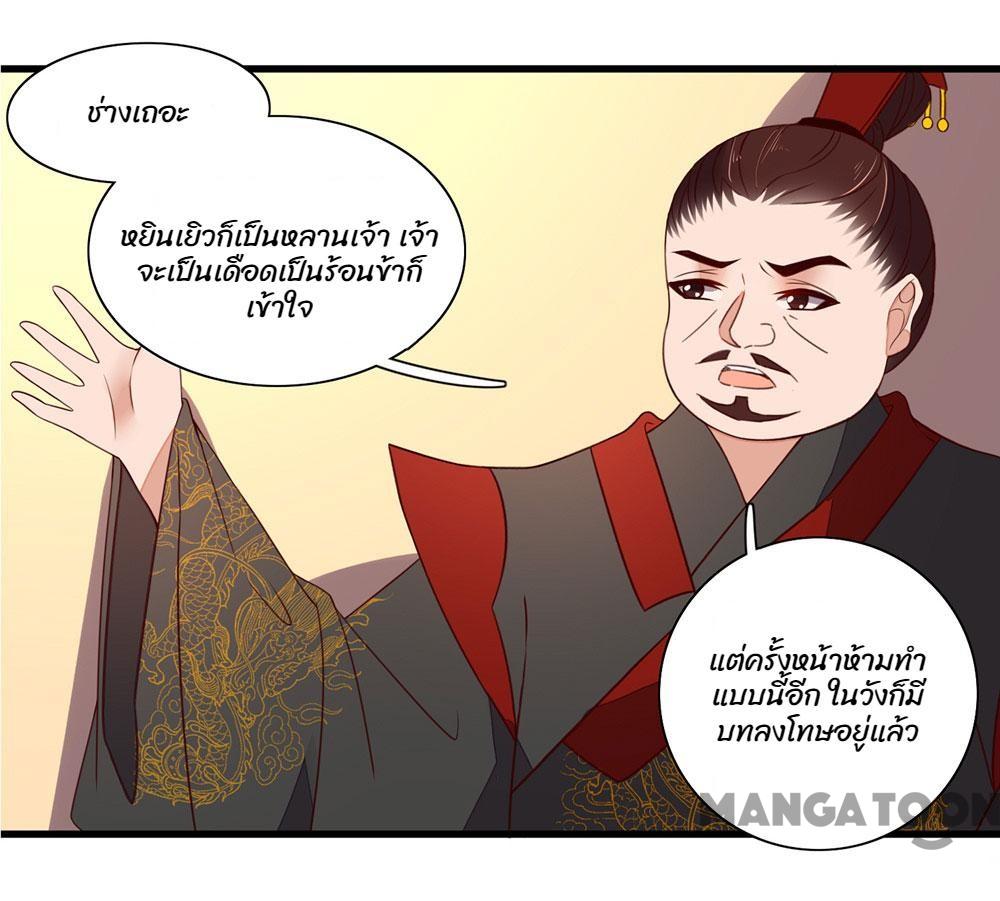 ช่างเถอะ
หยินเยิวก็เป็นหลานเจ้า เจ้า
จะเป็นเดือดเป็นร้อนข้าก็
เข้าใจ
แต่ครั้งหน้าห้ามทำ
แบบนี้อีก ในวังก็มี
บทลงโทษอยู่แล้ว
MANGATOON